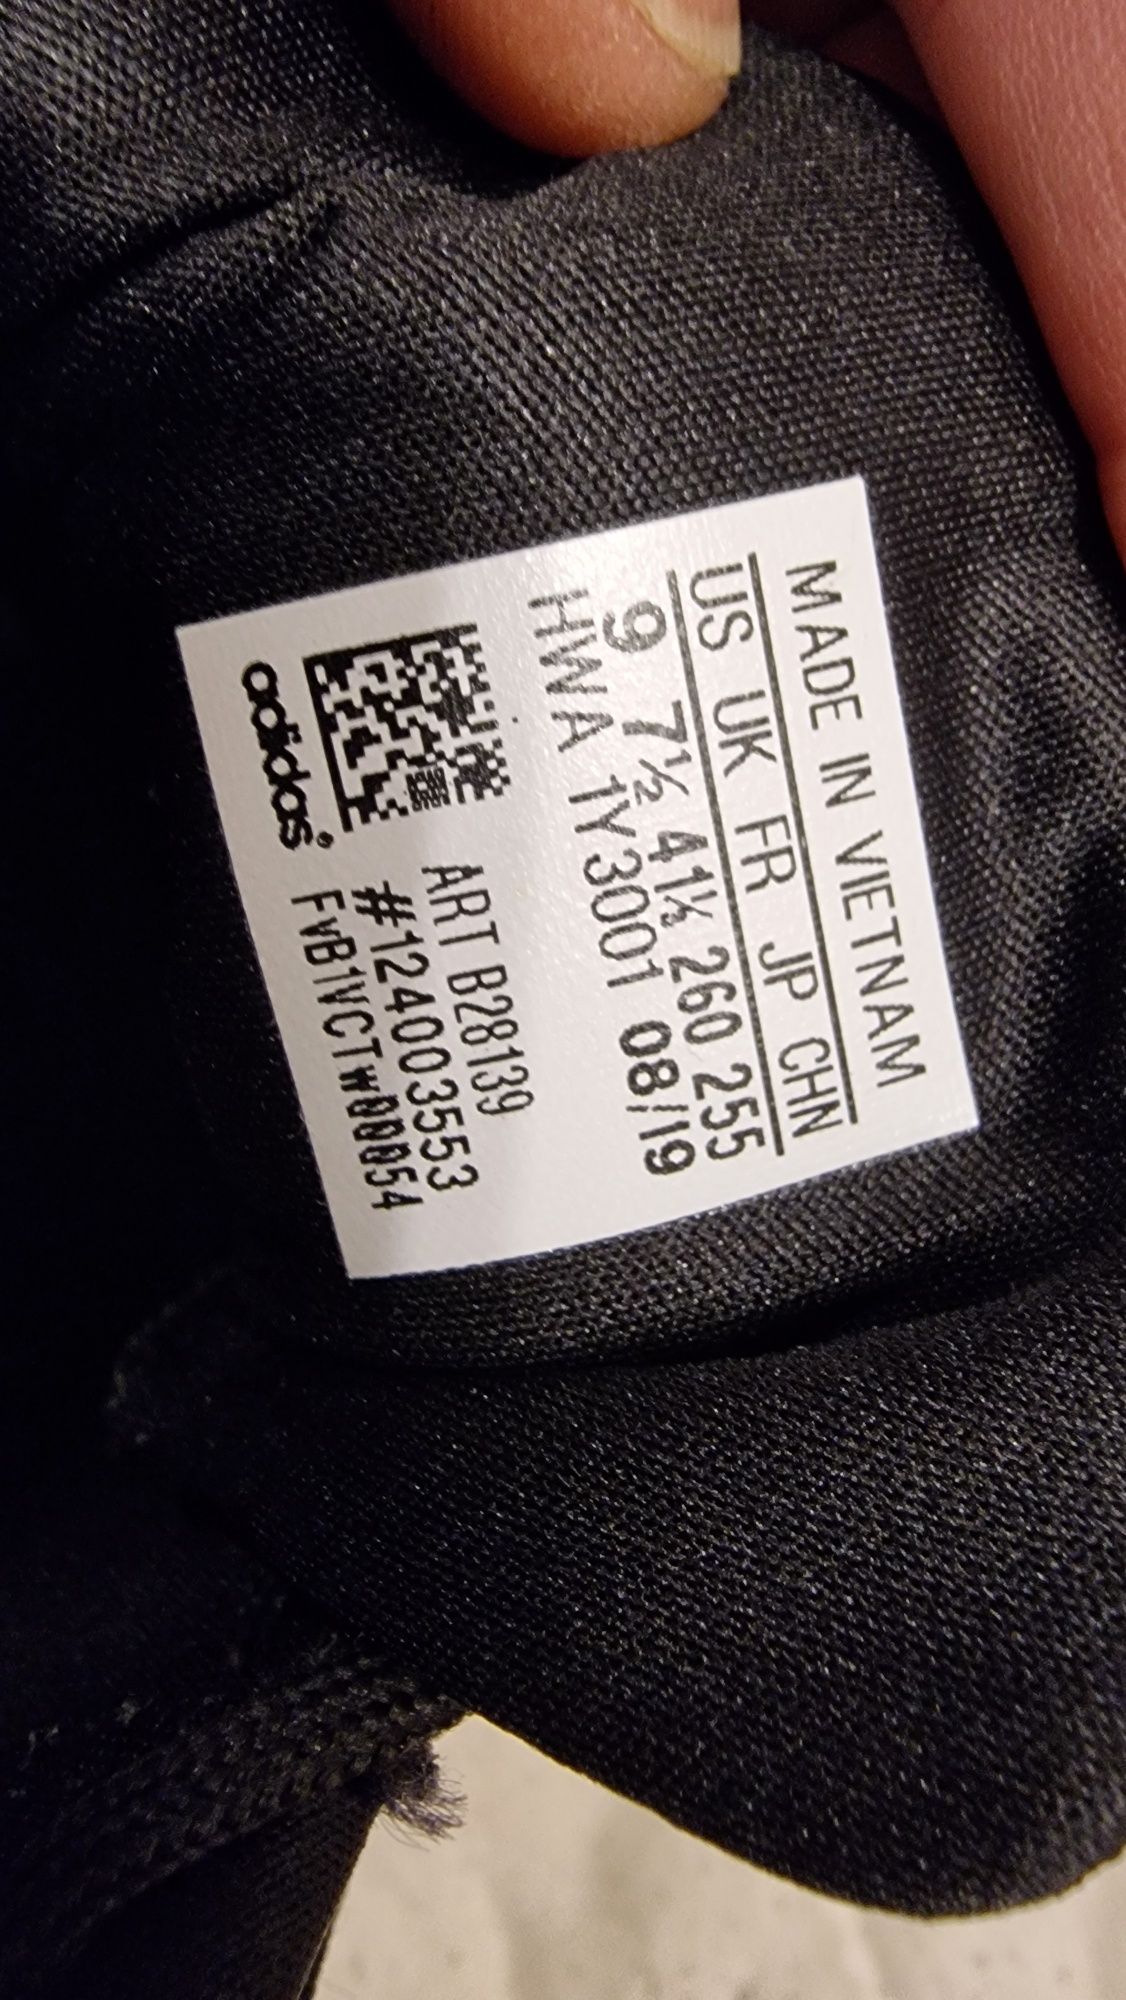 MADE IN VIETNAM
US UK FR JP CHN
9 7½ 41⅓ 260 255
HWA 1Y3001 08/19
ART B28139
#124003553
FvB1VCTW00054
adidas®